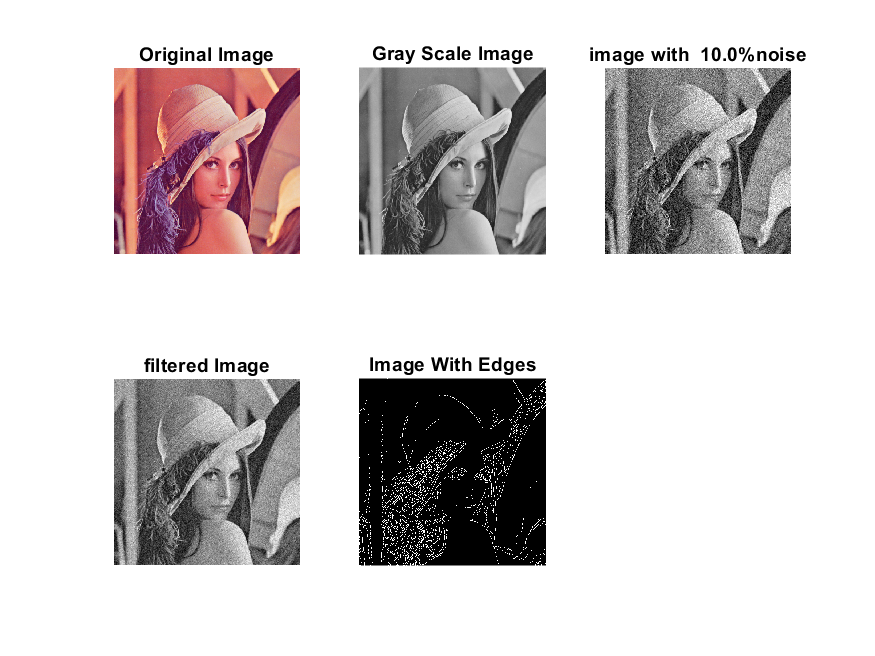 Original Image
Gray Scale Image
image with  10.0%noise
filtered Image
Image With Edges